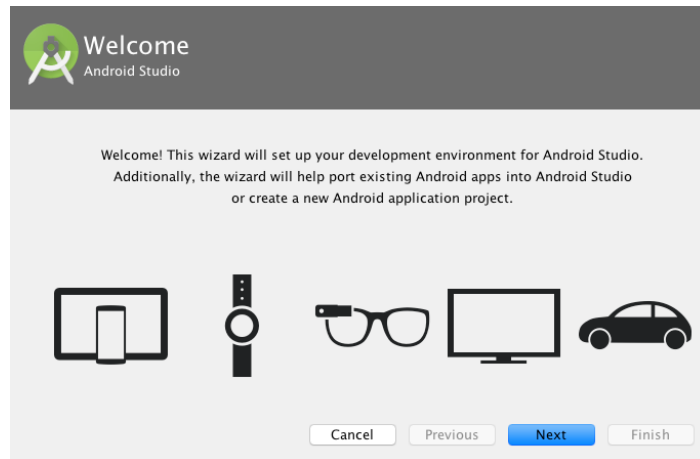 Welcome
Android Studio
Welcome! This wizard will set up your development environment for Android Studio.
Additionally, the wizard will help port existing Android apps into Android Studio
or create a new Android application project.
Cancel Previous Next Finish